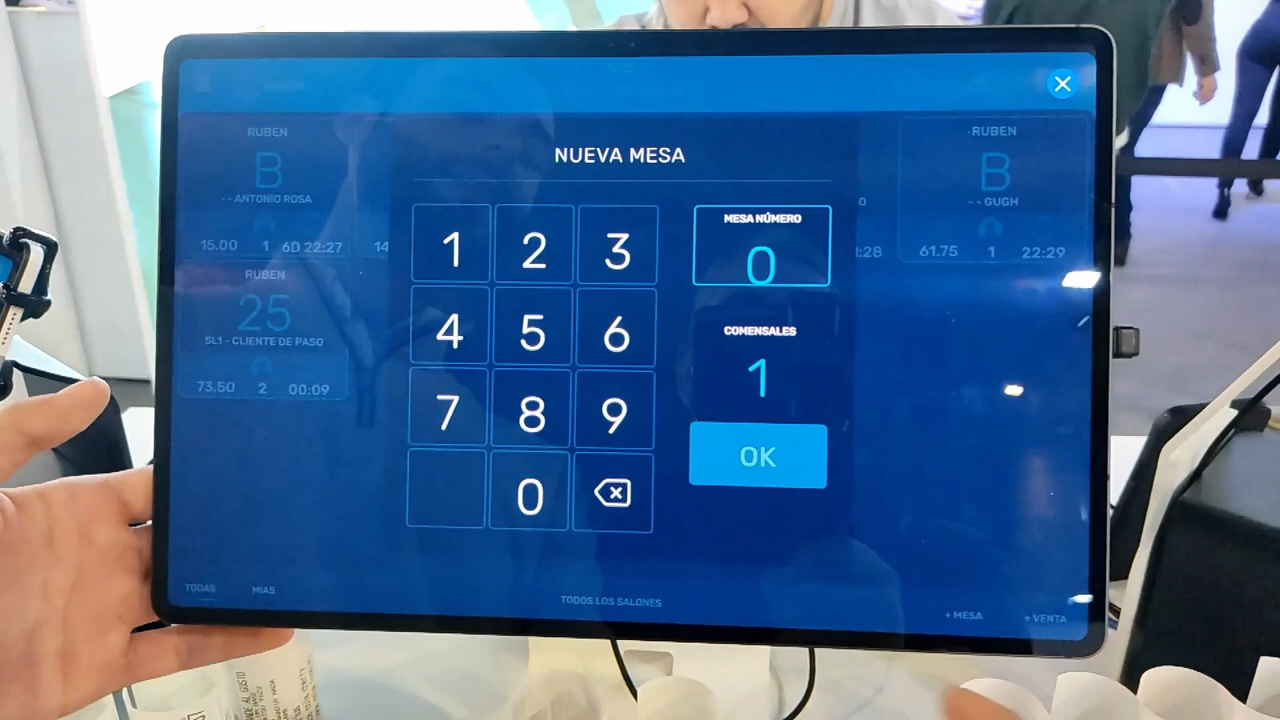 RUBEN
B
-- ANTONIO ROSA
15.00 1 6D 22:27
14
RUBEN
25
SL1 - CLIENTE DE PASO
73.50 2 00:09
NUEVA MESA
1 2 3
4 5 6
7 8 9
0
MESA NÚMERO
0
COMENSALES
1
OK
RUBEN
B
-- GUGH
:28
61.75 1 22:29
TODAS MIAS
TODOS LOS SALONES
+ MESA + VENTA